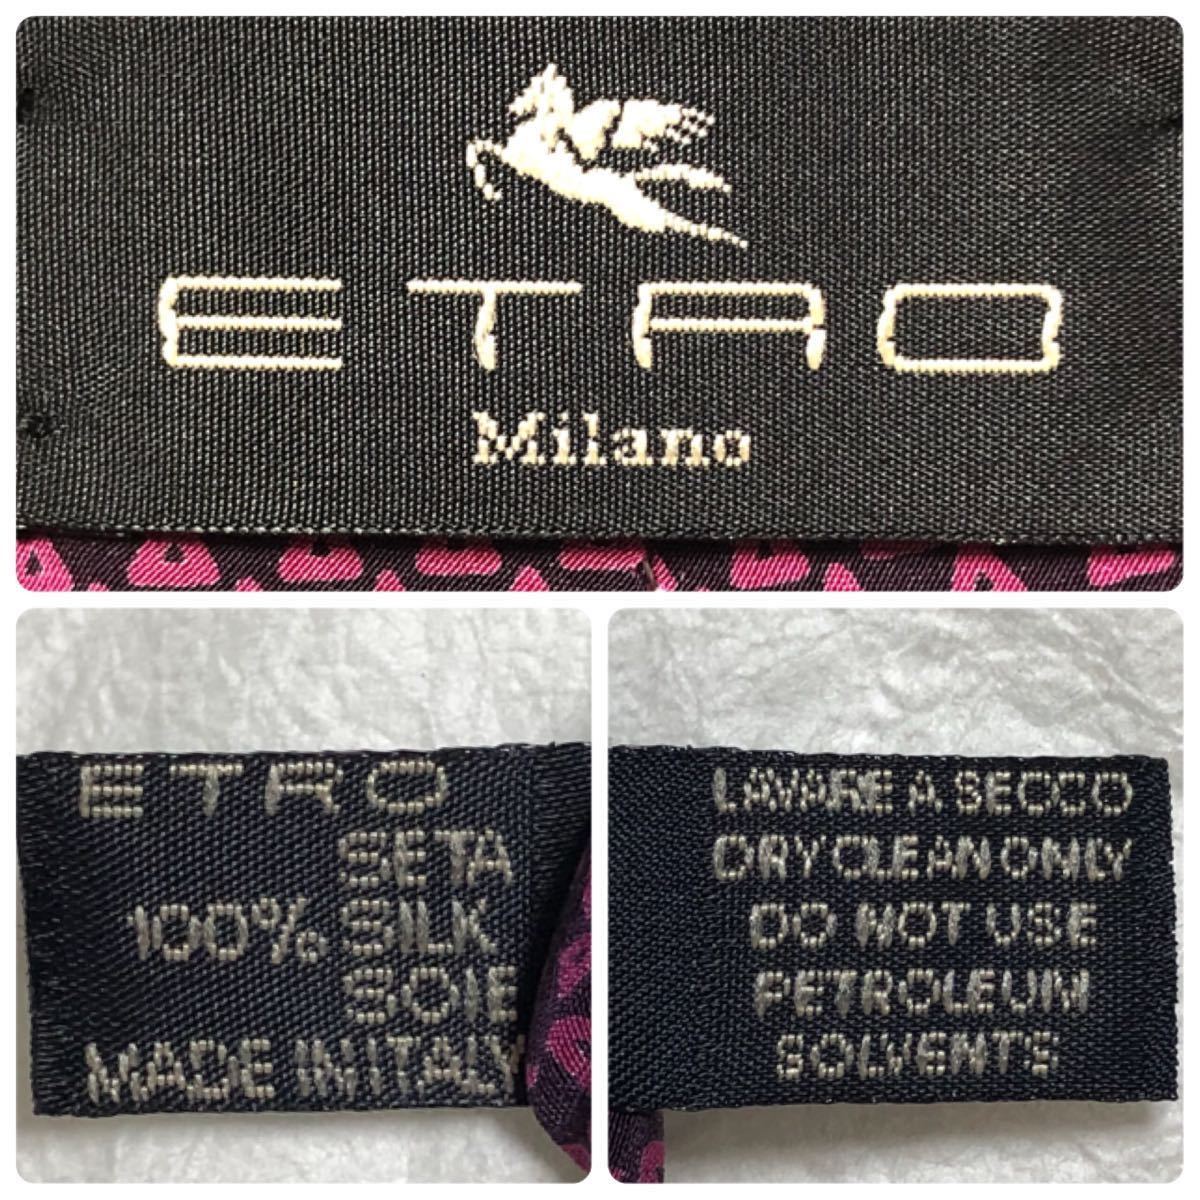 ETRO
Milano
ETRO
SETA
100% SILK
SOIE
MADE IN ITALY
LAVARE A SECCO
DRY CLEAN ONLY
DO NOT USE
PETROLEUM
SOLVENTS